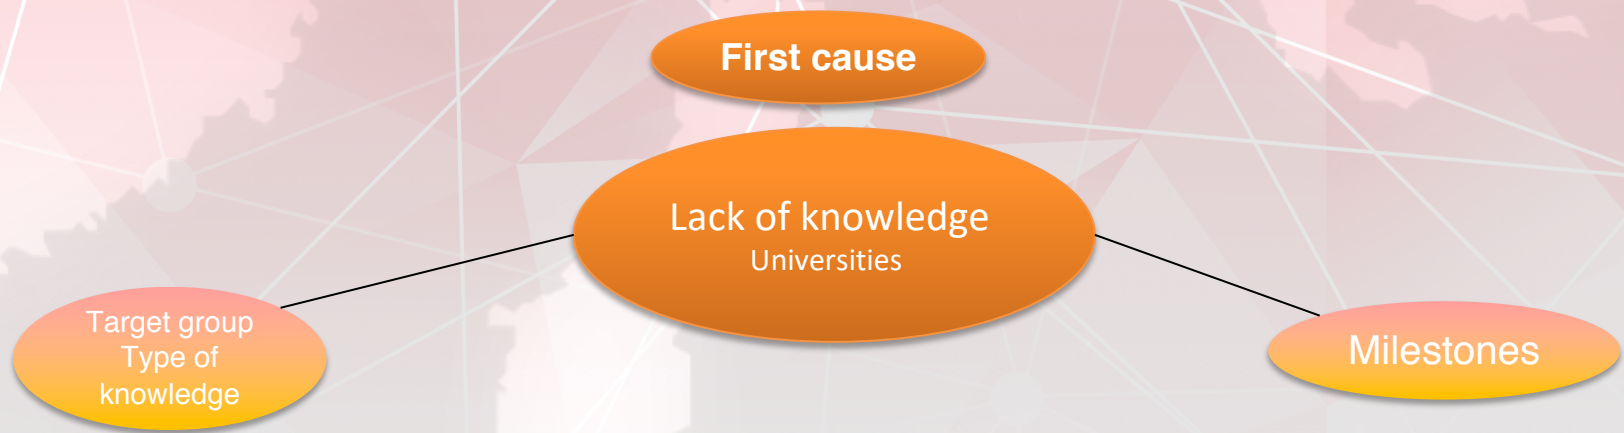 First cause
Lack of knowledge
Universities
Target group
Type of
knowledge
Milestones